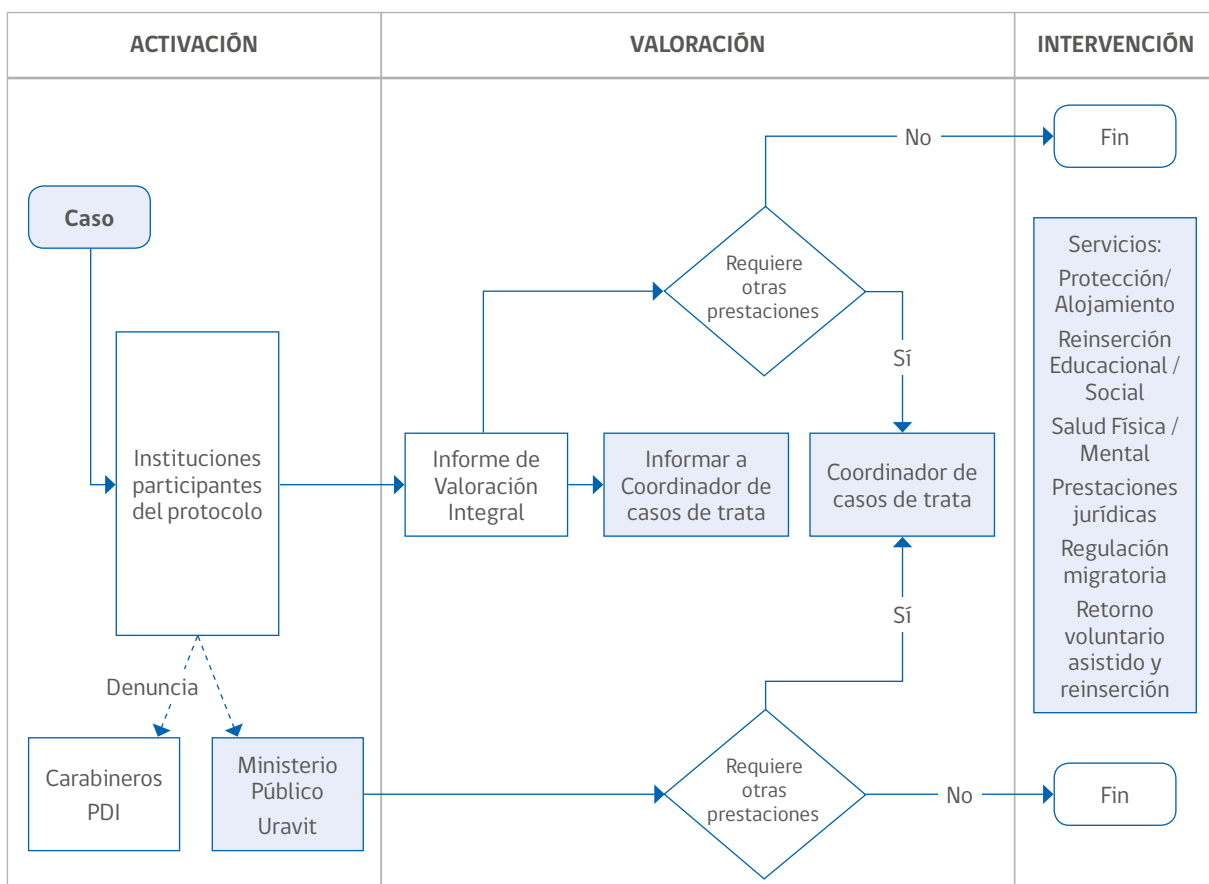 ACTIVACIÓN
VALORACIÓN
INTERVENCIÓN
Caso
Instituciones
participantes
del protocolo
Denuncia
Carabineros
PDI
Ministerio
Público
Uravit
Informe de
Valoración
Integral
Informar a
Coordinador de
casos de trata
Requiere
otras
prestaciones
No
Sí
Coordinador de
casos de trata
Sí
Requiere
otras
prestaciones
No
Fin
Servicios:
Protección/
Alojamiento
Reinserción
Educacional /
Social
Salud Física /
Mental
Prestaciones
jurídicas
Regulación
migratoria
Retorno
voluntario
asistido y
reinserción
Fin